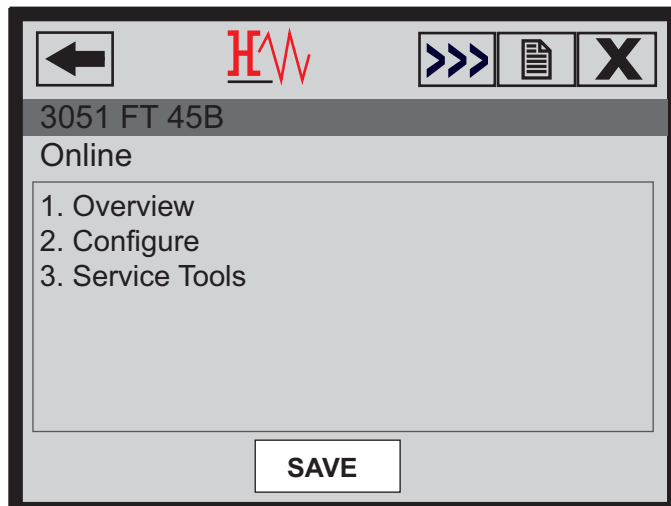 >>> X
3051 FT 45B
Online
1. Overview
2. Configure
3. Service Tools
SAVE